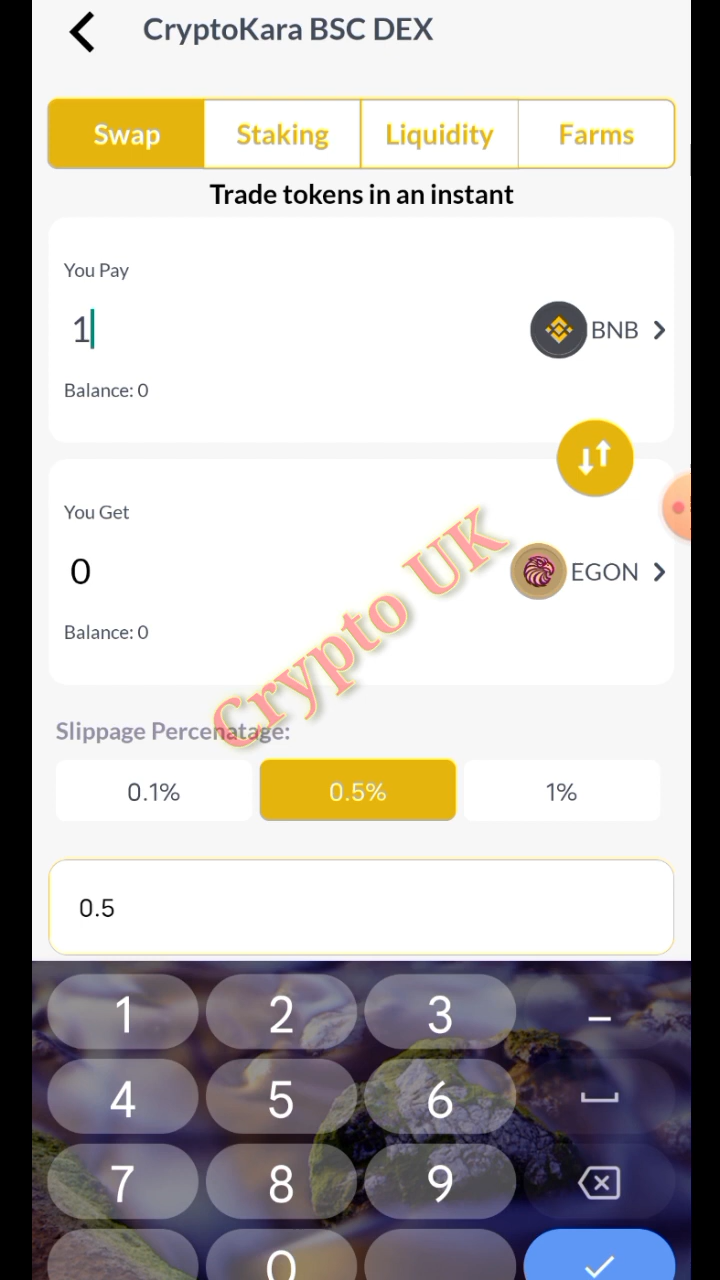 CryptoKara BSC DEX
Swap Staking Liquidity Farms
Trade tokens in an instant
You Pay
1 BNB
Balance: 0
You Get
0 EGON
Balance: 0
Crypto UK
Slippage Percenatage:
0.1% 0.5% 1%
0.5
1 2 3 –
4 5 6
7 8 9
0